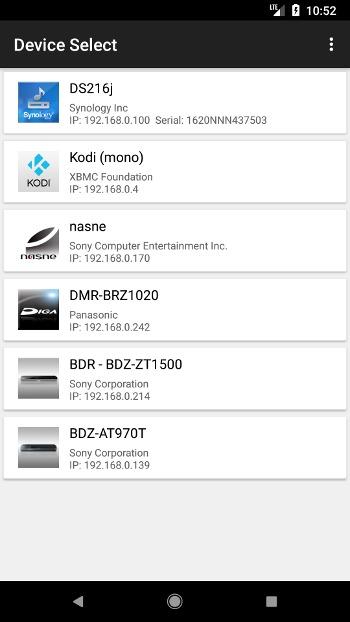 LTE 10:52
Device Select
DS216j
Synology Inc
IP: 192.168.0.100 Serial: 1620NNN437503
Synology
Kodi (mono)
XBMC Foundation
IP: 192.168.0.4
KODI
nasne
Sony Computer Entertainment Inc.
IP: 192.168.0.170
nasne
DMR-BRZ1020
Panasonic
IP: 192.168.0.242
DIGA
BDR - BDZ-ZT1500
Sony Corporation
IP: 192.168.0.214
BDZ-AT970T
Sony Corporation
IP: 192.168.0.139